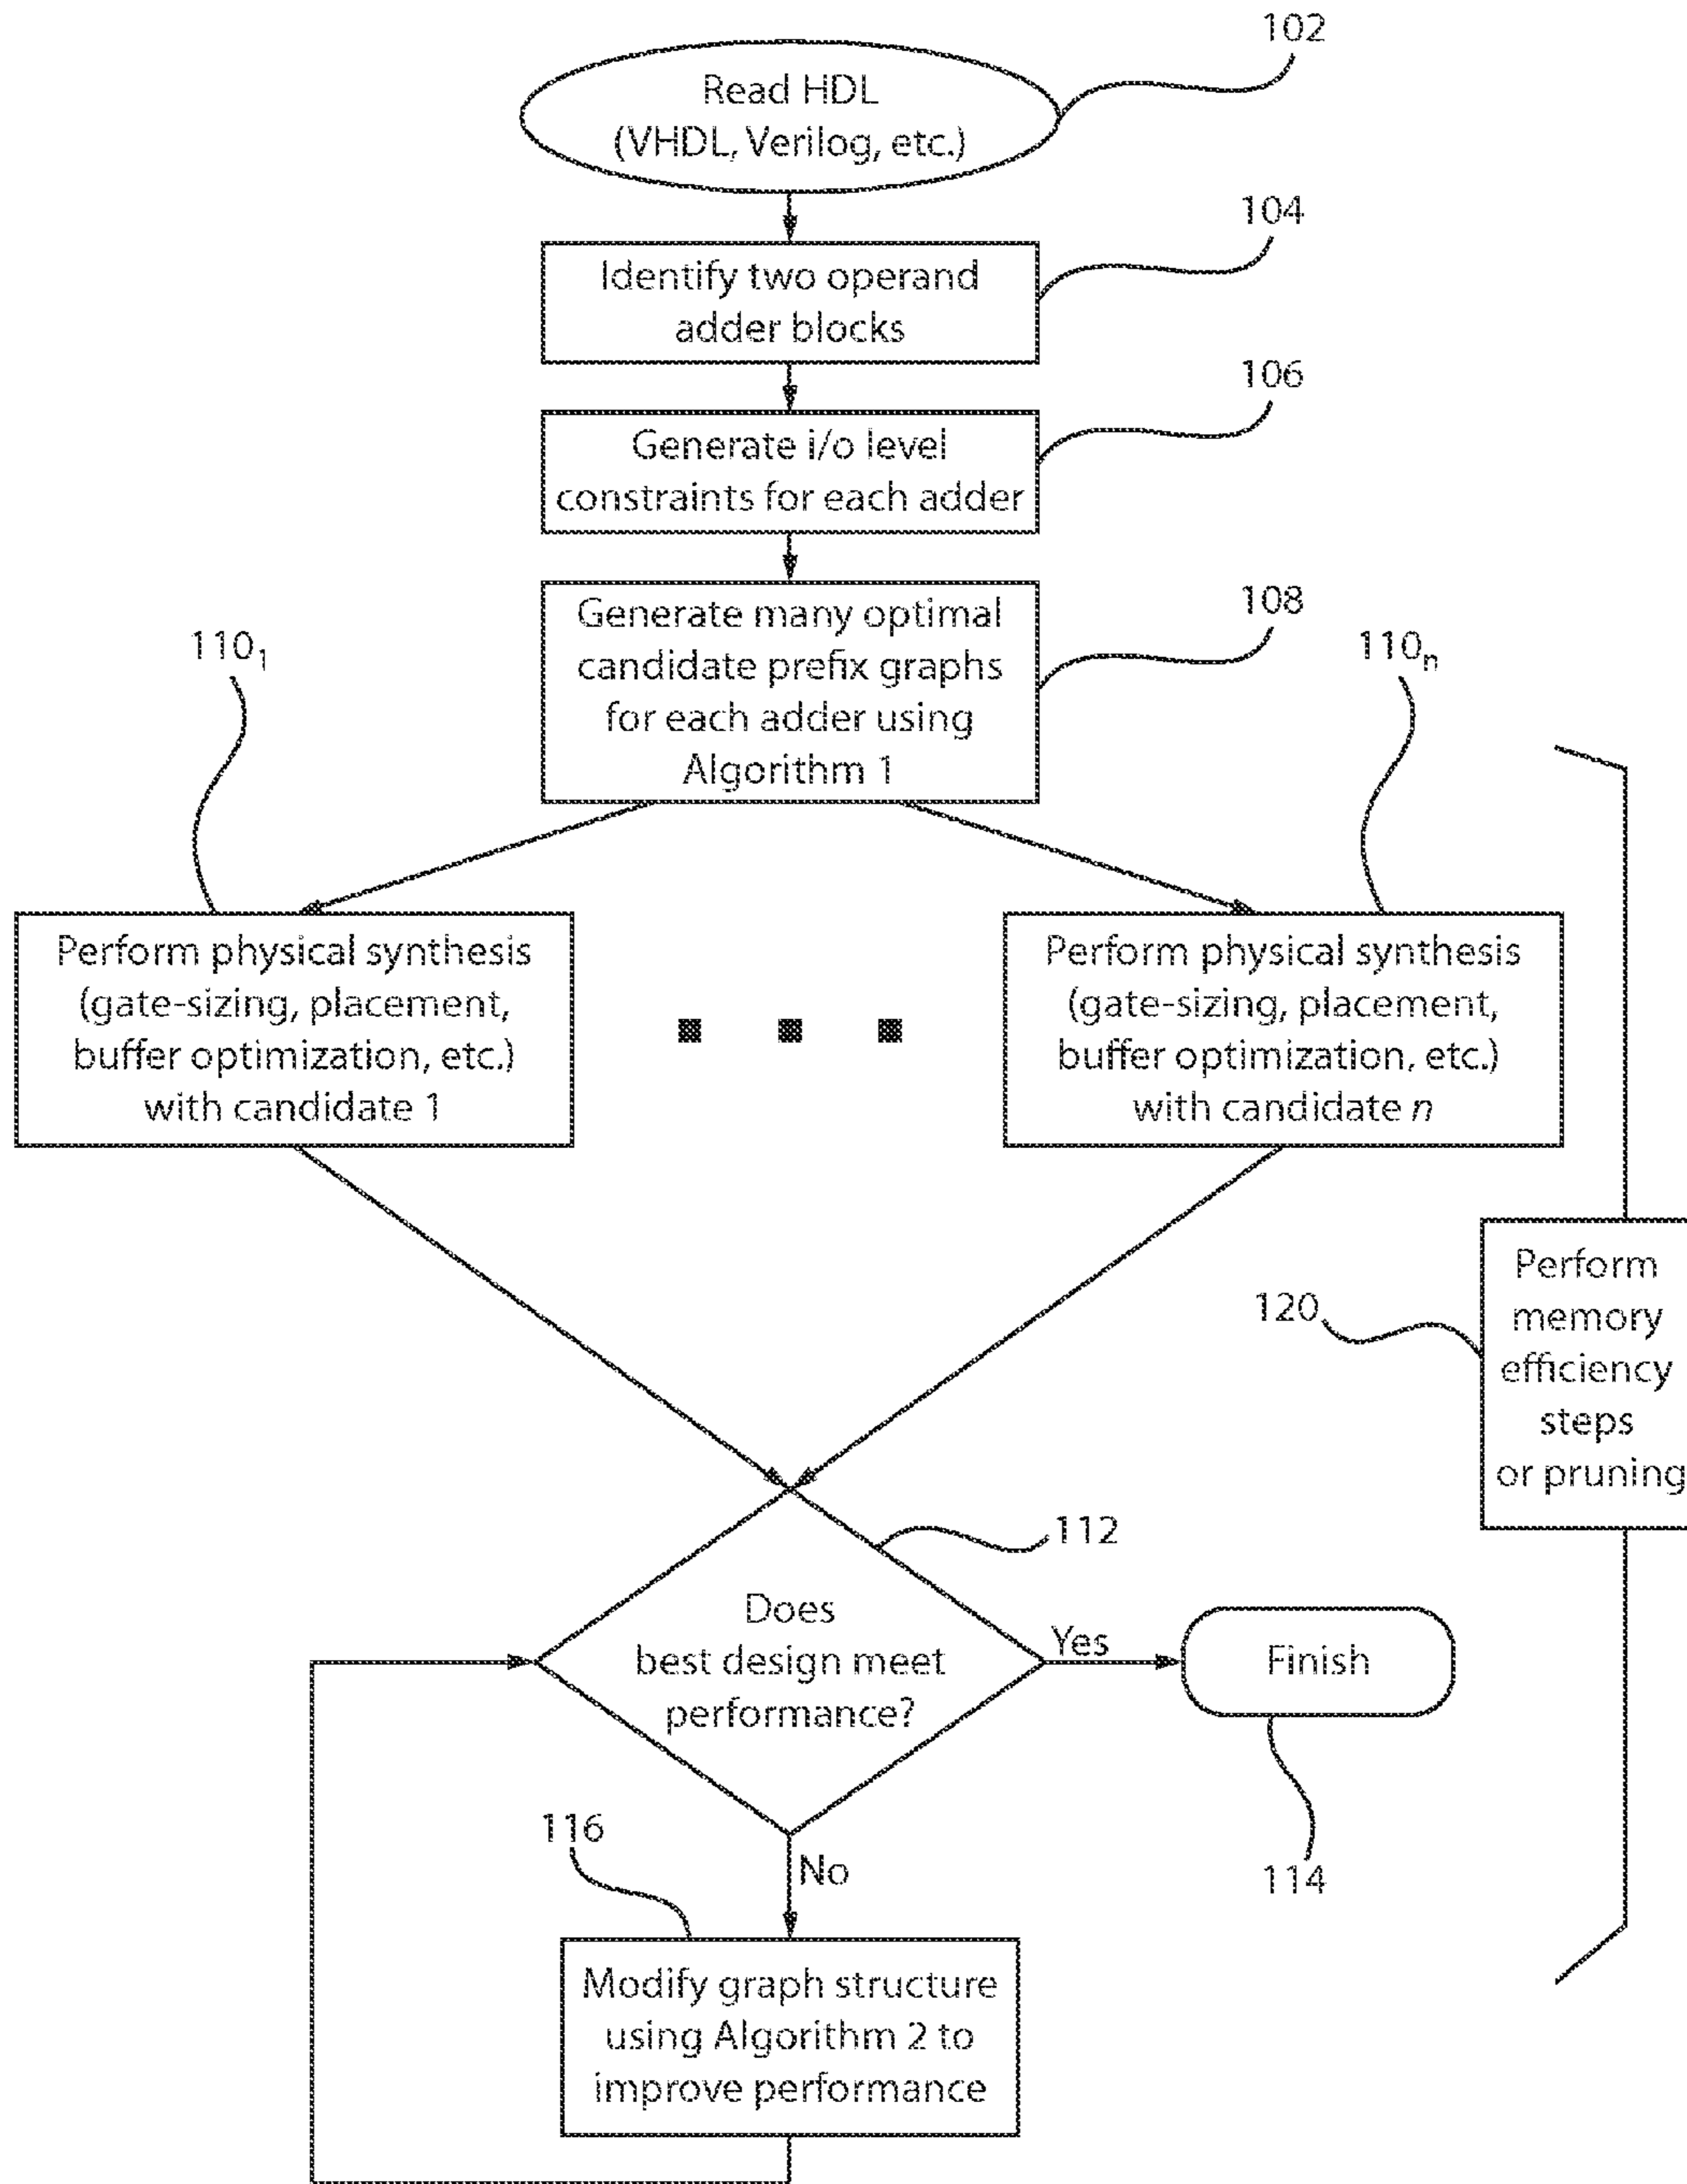 102
Read HDL
(VHDL, Verilog, etc.)
104
Identify two operand
adder blocks
106
Generate i/o level
constraints for each adder
108
Generate many optimal
candidate prefix graphs
for each adder using
Algorithm 1
110₁
110ₙ
Perform physical synthesis
(gate-sizing, placement,
buffer optimization, etc.)
with candidate 1
Perform physical synthesis
(gate-sizing, placement,
buffer optimization, etc.)
with candidate n
120
Perform
memory
efficiency
steps
or pruning
112
Does
best design meet
performance?
Yes
Finish
114
116
No
Modify graph structure
using Algorithm 2 to
improve performance